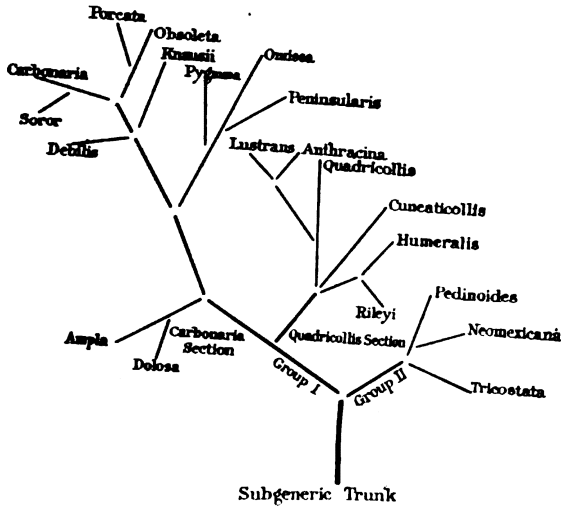 Porcata
Obsoleta
Knausii
Omissa
Carbonaria
Pygmaea
Peninsularis
Soror
Debilis
Lustrans
Anthracina
Quadricollis
Cuneaticollis
Humeralis
Pedinoides
Rileyi
Ampla
Carbonaria
Section
Quadricollis Section
Neomexicana
Dolosa
Group I
Group II
Tricostata
Subgeneric Trunk